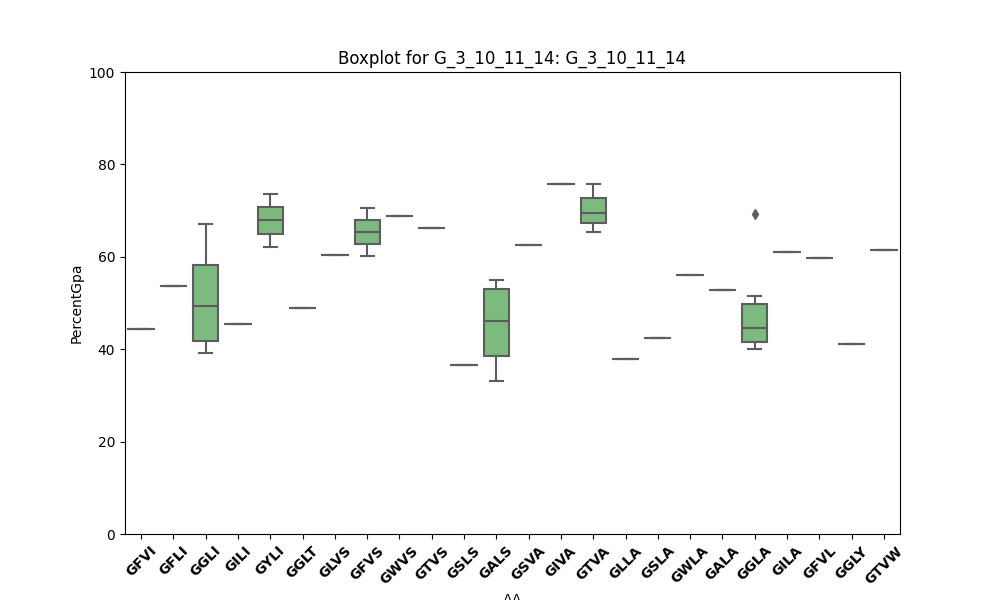 Boxplot for G_3_10_11_14: G_3_10_11_14
100
80
60
40
20
0
PercentGpa
GFVI GFLI GGLI GILI GYLI GGLT GLVS GFVS GWVS GTVS GSLS GALS GSVA GIVA GTVA GLLA GSLA GWLA GALA GGLA GILA GFVL GGLY GTVW
AA